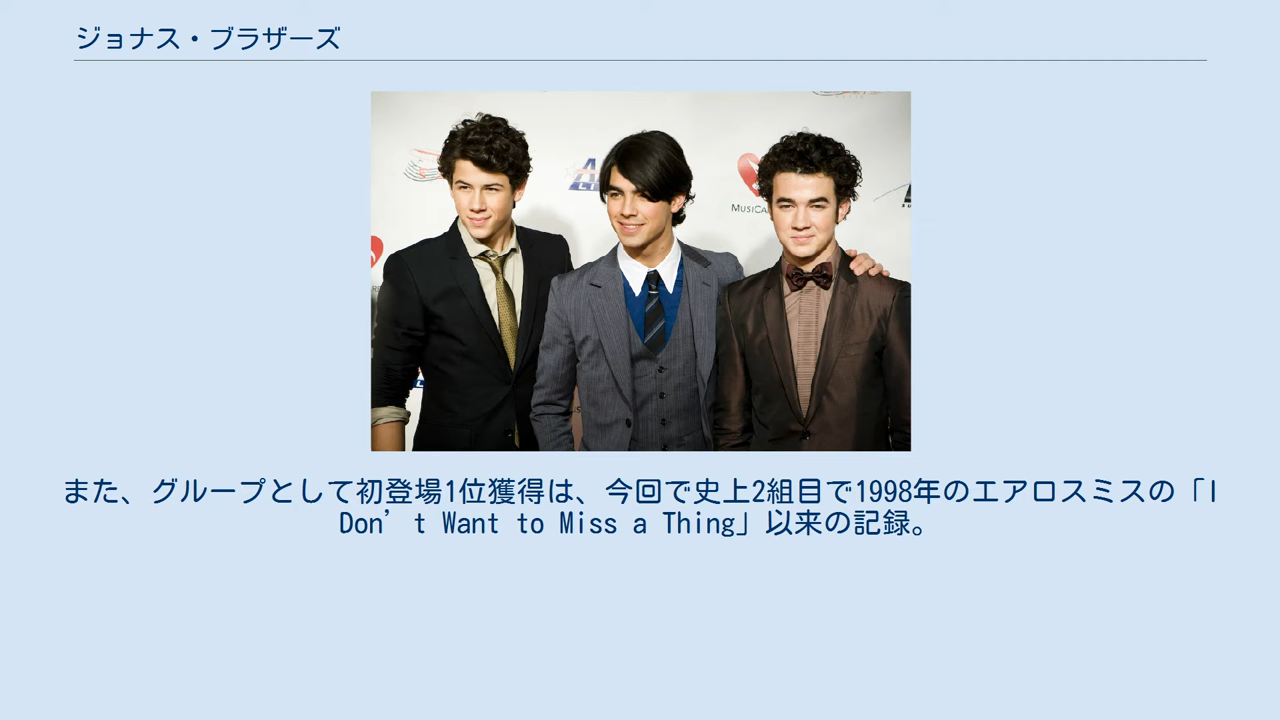 ジョナス・ブラザーズ
また、グループとして初登場1位獲得は、今回で史上2組目で1998年のエアロスミスの「I
Don’t Want to Miss a Thing」以来の記録。